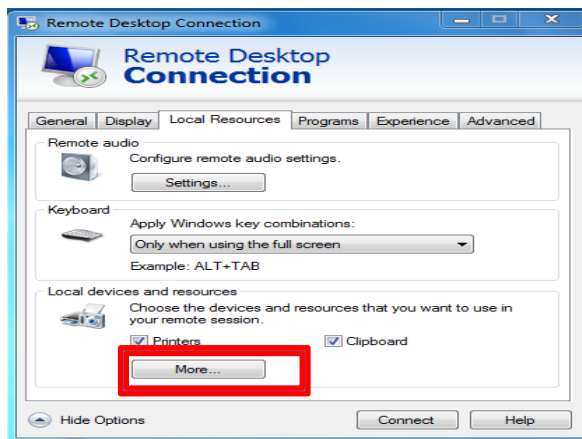 Remote Desktop Connection
Remote Desktop
Connection
General Display Local Resources Programs Experience Advanced
Remote audio
Configure remote audio settings.
Settings...
Keyboard
Apply Windows key combinations:
Only when using the full screen
Example: ALT+TAB
Local devices and resources
Choose the devices and resources that you want to use in
your remote session.
Printers Clipboard
More...
Hide Options Connect Help